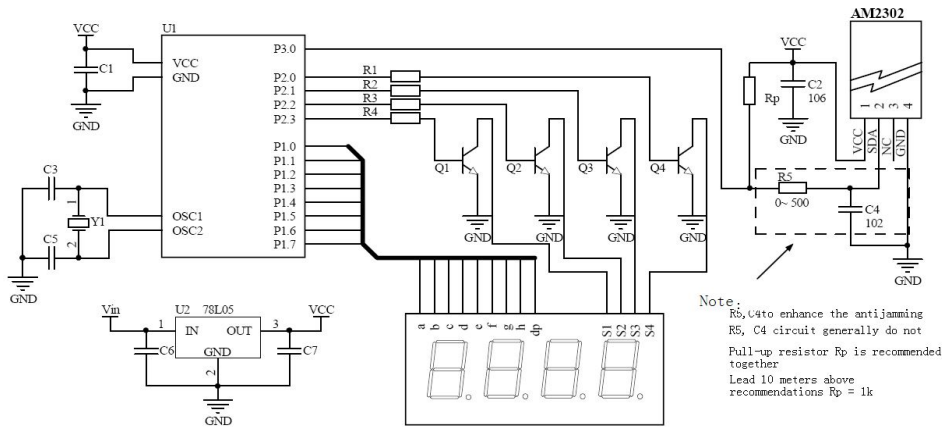 AM2302
VCC
U1
VCC
GND
C1
GND
P3.0
P2.0
P2.1
P2.2
P2.3
P1.0
P1.1
P1.2
P1.3
P1.4
P1.5
P1.6
P1.7
OSC1
OSC2
R1
R2
R3
R4
Q1
Q2
Q3
Q4
GND
GND
GND
GND
VCC
Rp
C2
106
GND
1
2
3
4
VCC
SDA
NC
GND
R5
0~ 500
C4
102
GND
C3
1
Y1
2
C5
GND
Vin
U2 78L05
VCC
1
IN OUT
3
GND
2
C6
C7
GND
a
b
c
d
e
f
g
h
dp
S1
S2
S3
S4
Note:
R5,C4to enhance the antijamming
R5, C4 circuit generally do not
Pull-up resistor Rp is recommended
together
Lead 10 meters above
recommendations Rp = 1k